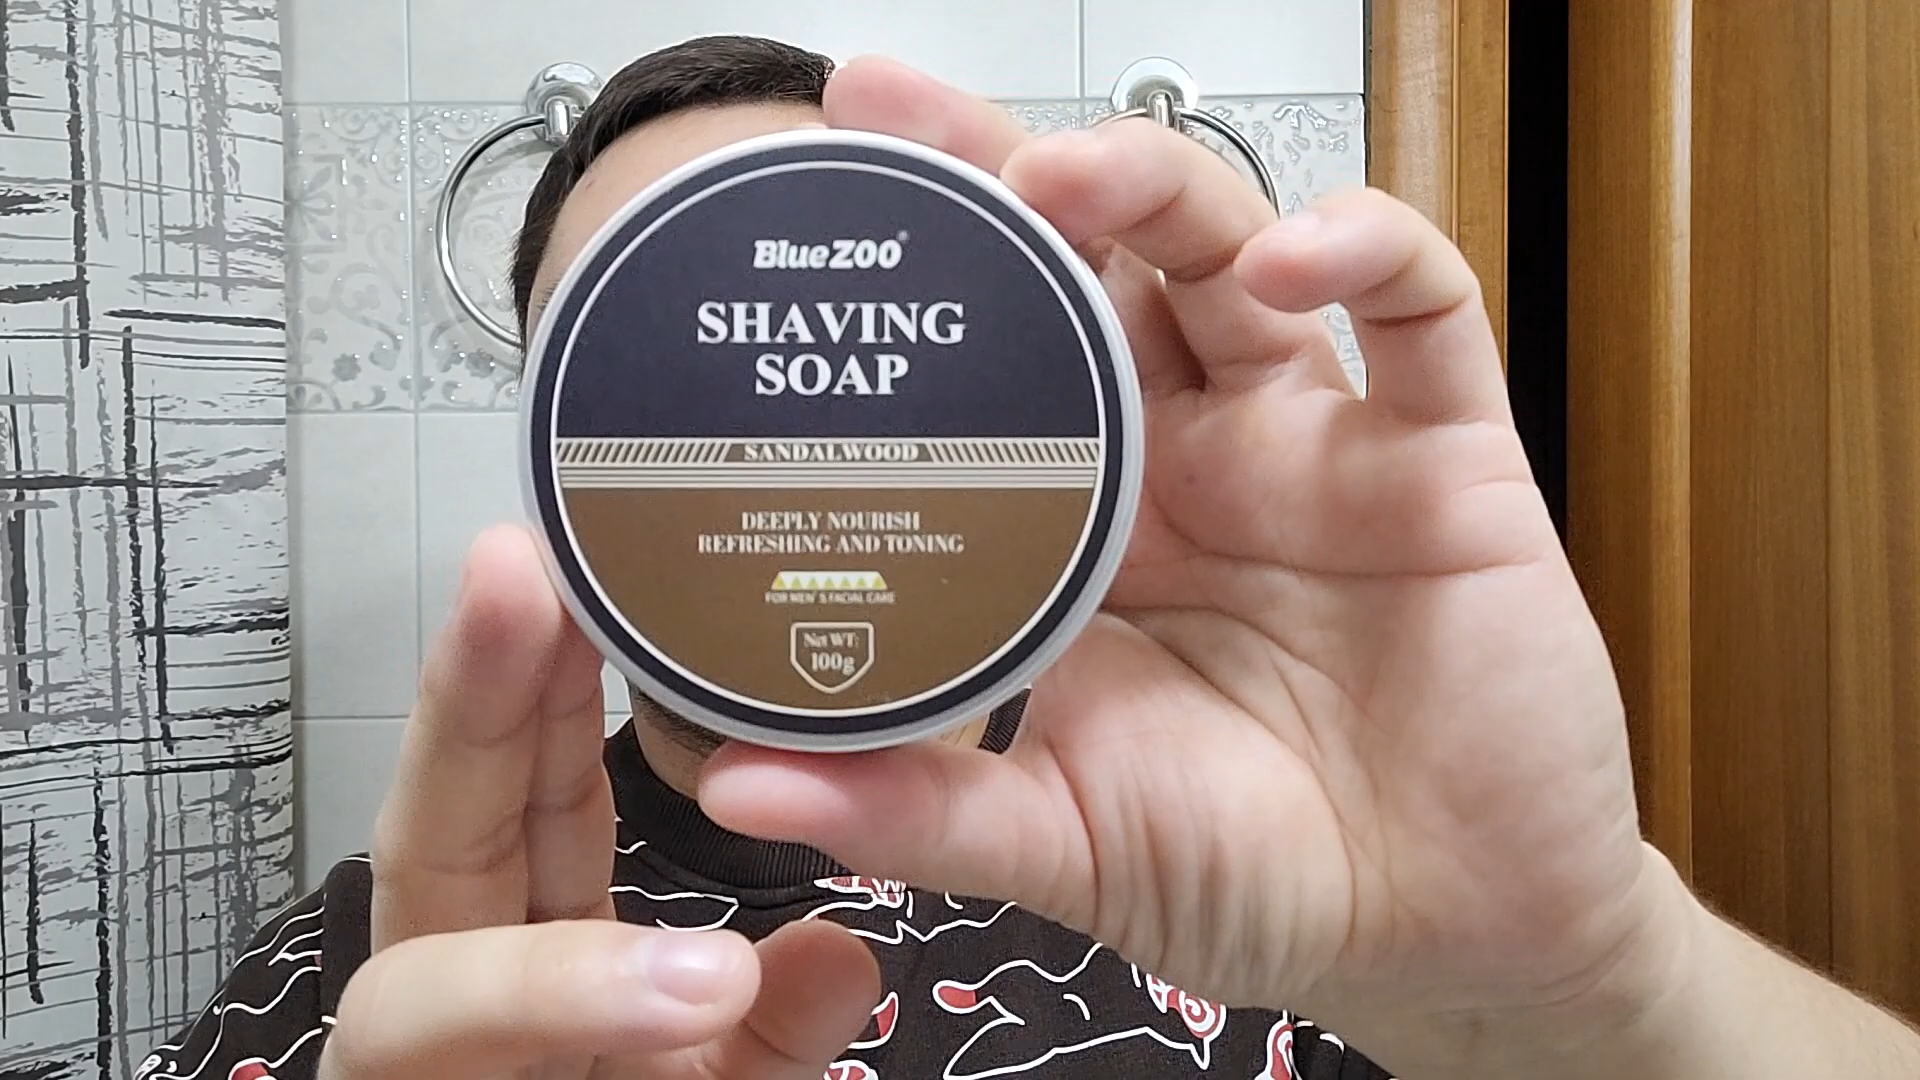 BlueZOO®
SHAVING
SOAP
SANDALWOOD
DEEPLY NOURISH
REFRESHING AND TONING
FOR MEN'S FACIAL CARE
Net WT:
100g